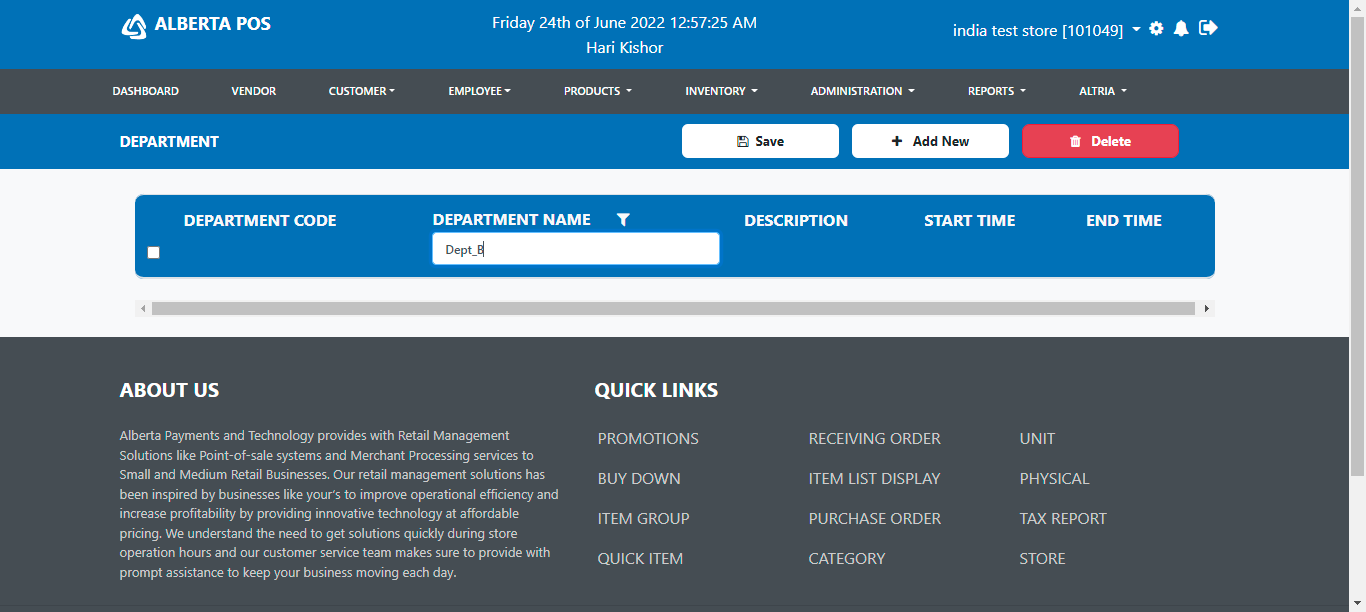 ALBERTA POS
Friday 24th of June 2022 12:57:25 AM
Hari Kishor
india test store [101049]
DASHBOARD VENDOR CUSTOMER EMPLOYEE PRODUCTS INVENTORY ADMINISTRATION REPORTS ALTRIA
DEPARTMENT Save Add New Delete
DEPARTMENT CODE DEPARTMENT NAME DESCRIPTION START TIME END TIME
Dept_B
ABOUT US
Alberta Payments and Technology provides with Retail Management
Solutions like Point-of-sale systems and Merchant Processing services to
Small and Medium Retail Businesses. Our retail management solutions has
been inspired by businesses like your's to improve operational efficiency and
increase profitability by providing innovative technology at affordable
pricing. We understand the need to get solutions quickly during store
operation hours and our customer service team makes sure to provide with
prompt assistance to keep your business moving each day.
QUICK LINKS
PROMOTIONS RECEIVING ORDER UNIT
BUY DOWN ITEM LIST DISPLAY PHYSICAL
ITEM GROUP PURCHASE ORDER TAX REPORT
QUICK ITEM CATEGORY STORE